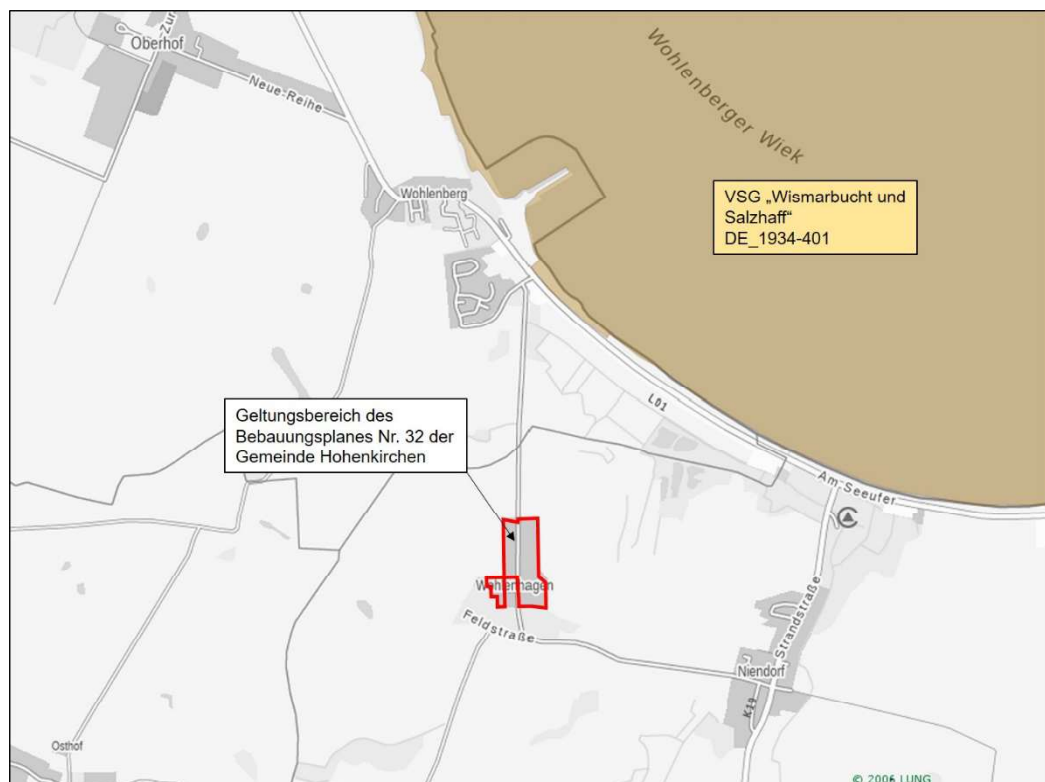 Zur
Oberhof
Neue-Reihe
Wohlenberg
Wohlenberger Wiek
VSG „Wismarbucht und
Salzhaff“
DE_1934-401
Geltungsbereich des
Bebauungsplanes Nr. 32 der
Gemeinde Hohenkirchen
L01
Am Seeufer
Wohlenhagen
Feldstraße
Strandstraße
Niendorf
K19
Osthof
© 2006 LUNG